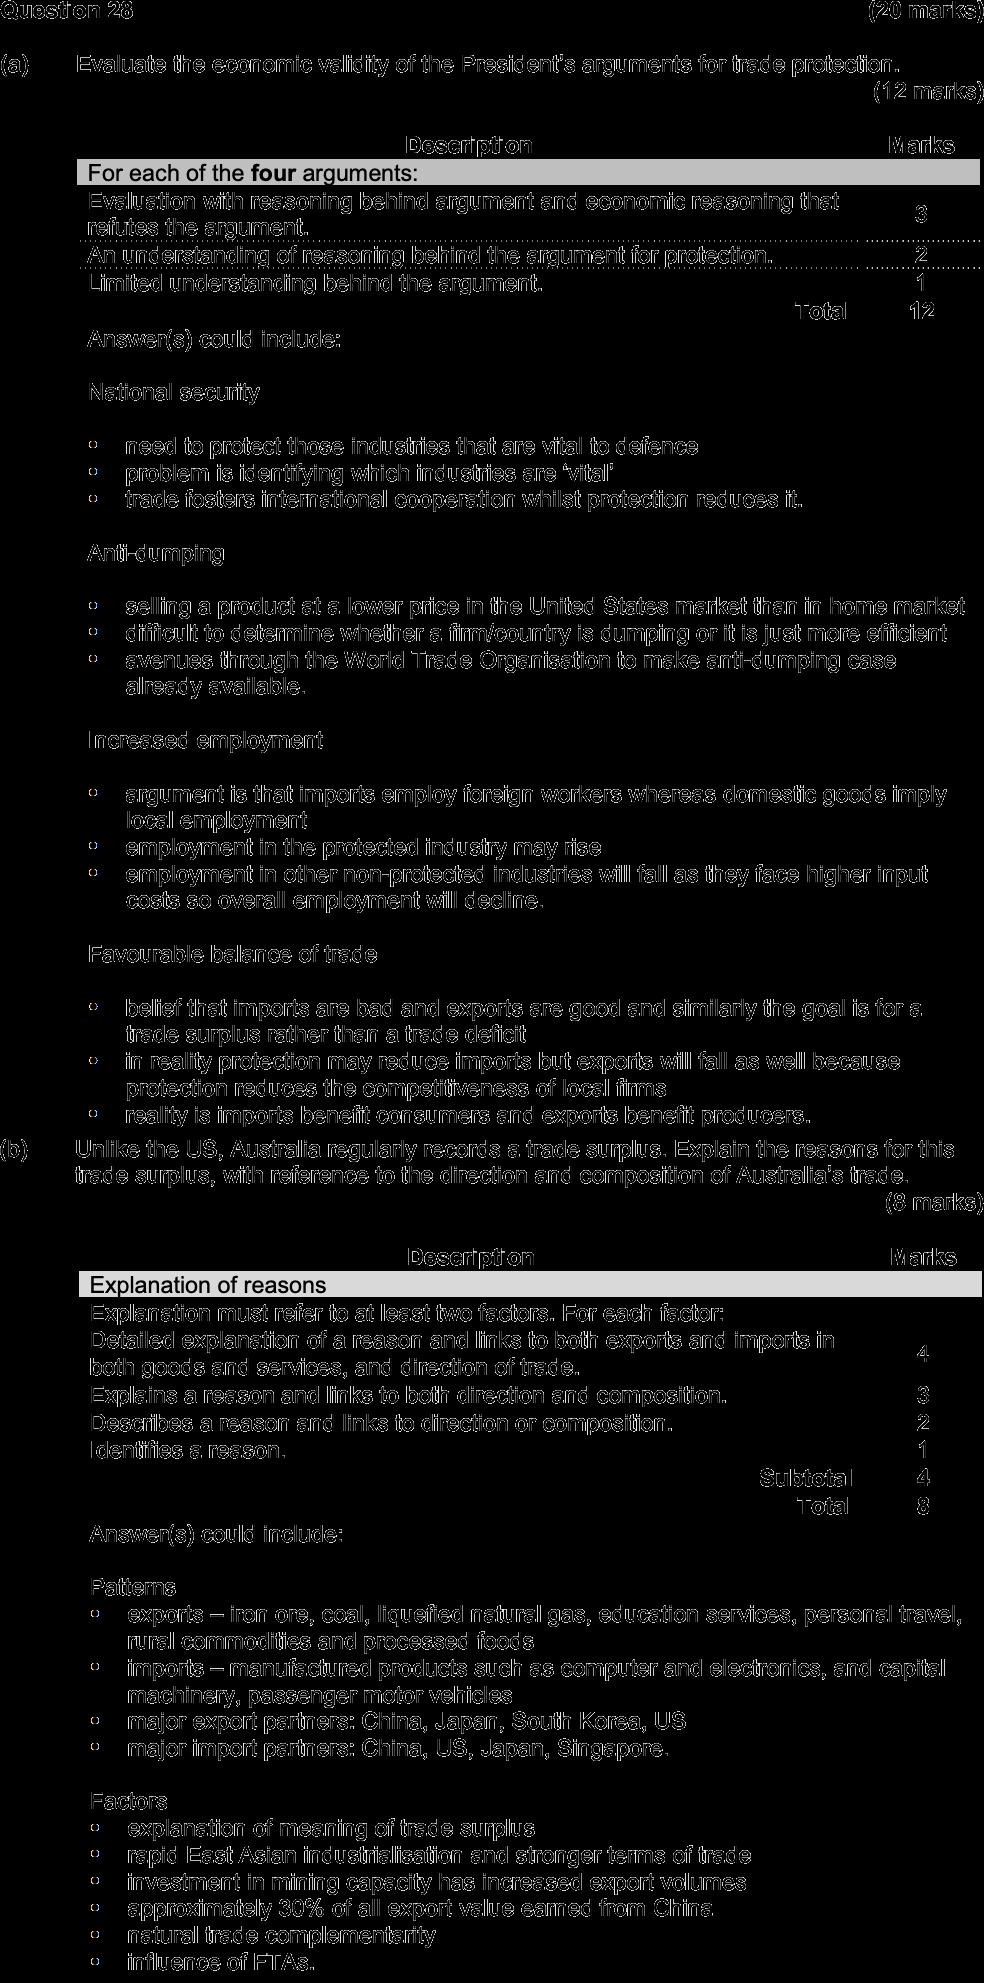 Question 28 (20 marks)
(a) Evaluate the economic validity of the President's arguments for trade protection.
(12 marks)
Description Marks
For each of the four arguments:
Evaluation with reasoning behind argument and economic reasoning that
refutes the argument. 3
An understanding of reasoning behind the argument for protection. 2
Limited understanding behind the argument. 1
Total 12
Answer(s) could include:
National security
• need to protect those industries that are vital to defence
• problem is identifying which industries are 'vital'
• trade fosters international cooperation whilst protection reduces it.
Anti-dumping
• selling a product at a lower price in the United States market than in home market
• difficult to determine whether a firm/country is dumping or it is just more efficient
• avenues through the World Trade Organisation to make anti-dumping case
already available.
Increased employment
• argument is that imports employ foreign workers whereas domestic goods imply
local employment
• employment in the protected industry may rise
• employment in other non-protected industries will fall as they face higher input
costs so overall employment will decline.
Favourable balance of trade
• belief that imports are bad and exports are good and similarly the goal is for a
trade surplus rather than a trade deficit
• in reality protection may reduce imports but exports will fall as well because
protection reduces the competitiveness of local firms
• reality is imports benefit consumers and exports benefit producers.
(b) Unlike the US, Australia regularly records a trade surplus. Explain the reasons for this
trade surplus, with reference to the direction and composition of Australia's trade.
(8 marks)
Description Marks
Explanation of reasons
Explanation must refer to at least two factors. For each factor:
Detailed explanation of a reason and links to both exports and imports in
both goods and services, and direction of trade. 4
Explains a reason and links to both direction and composition. 3
Describes a reason and links to direction or composition. 2
Identifies a reason. 1
Subtotal 4
Total 8
Answer(s) could include:
Patterns
• exports – iron ore, coal, liquefied natural gas, education services, personal travel,
rural commodities and processed foods
• imports – manufactured products such as computer and electronics, and capital
machinery, passenger motor vehicles
• major export partners: China, Japan, South Korea, US
• major import partners: China, US, Japan, Singapore.
Factors
• explanation of meaning of trade surplus
• rapid East Asian industrialisation and stronger terms of trade
• investment in mining capacity has increased export volumes
• approximately 30% of all export value earned from China
• natural trade complementarity
• influence of FTAs.